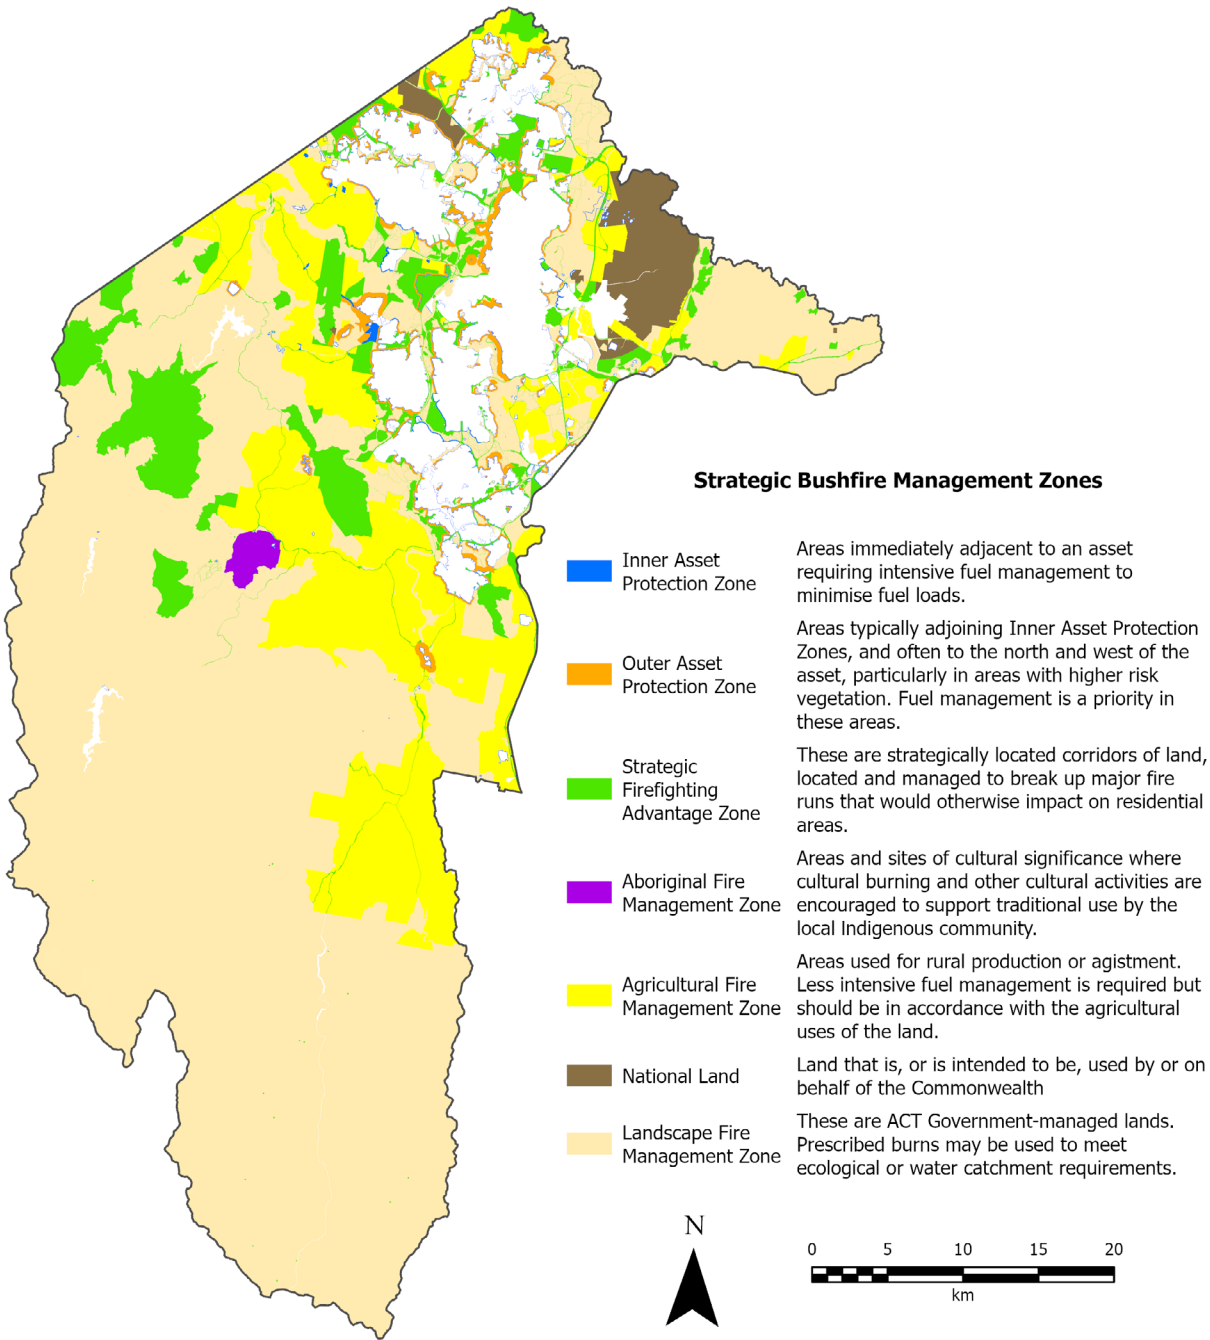 Strategic Bushfire Management Zones
Inner Asset
Protection Zone
Areas immediately adjacent to an asset
requiring intensive fuel management to
minimise fuel loads.
Outer Asset
Protection Zone
Areas typically adjoining Inner Asset Protection
Zones, and often to the north and west of the
asset, particularly in areas with higher risk
vegetation. Fuel management is a priority in
these areas.
Strategic
Firefighting
Advantage Zone
These are strategically located corridors of land,
located and managed to break up major fire
runs that would otherwise impact on residential
areas.
Aboriginal Fire
Management Zone
Areas and sites of cultural significance where
cultural burning and other cultural activities are
encouraged to support traditional use by the
local Indigenous community.
Agricultural Fire
Management Zone
Areas used for rural production or agistment.
Less intensive fuel management is required but
should be in accordance with the agricultural
uses of the land.
National Land
Land that is, or is intended to be, used by or on
behalf of the Commonwealth
Landscape Fire
Management Zone
These are ACT Government-managed lands.
Prescribed burns may be used to meet
ecological or water catchment requirements.
N
0 5 10 15 20
km